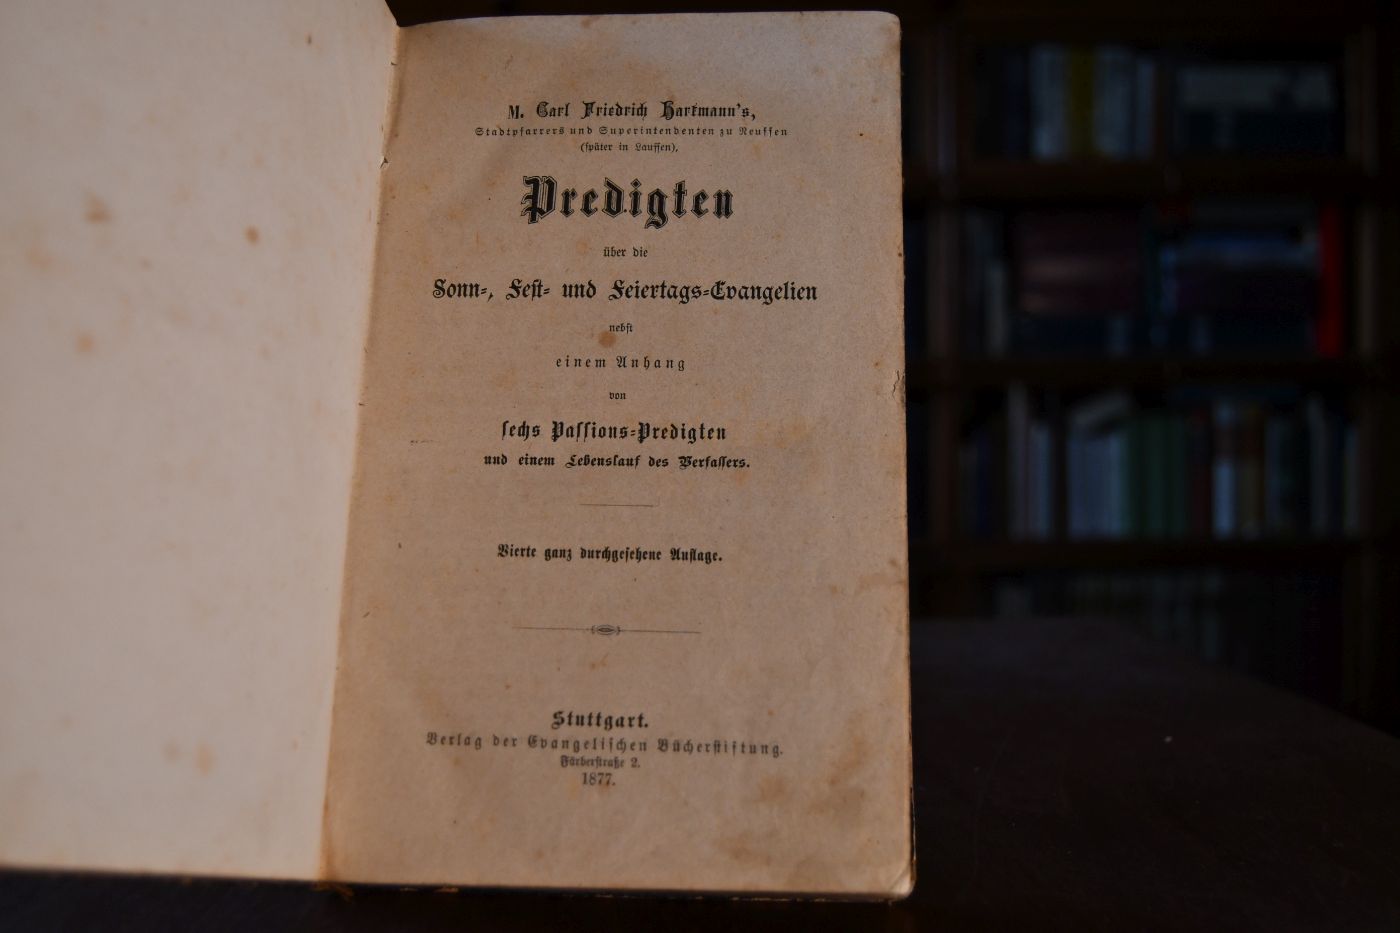 M. Carl Friedrich Hartmann's,
Stadtpfarrers und Superintendenten zu Neuffen
(später in Lauffen),
Predigten
über die
Sonn-, Fest- und Feiertags-Evangelien
nebst
einem Anhang
von
sechs Passions-Predigten
und einem Lebenslauf des Verfassers.
Vierte ganz durchgesehene Auflage.
Stuttgart.
Verlag der Evangelischen Bücherstiftung.
Färberstraße 2.
1877.